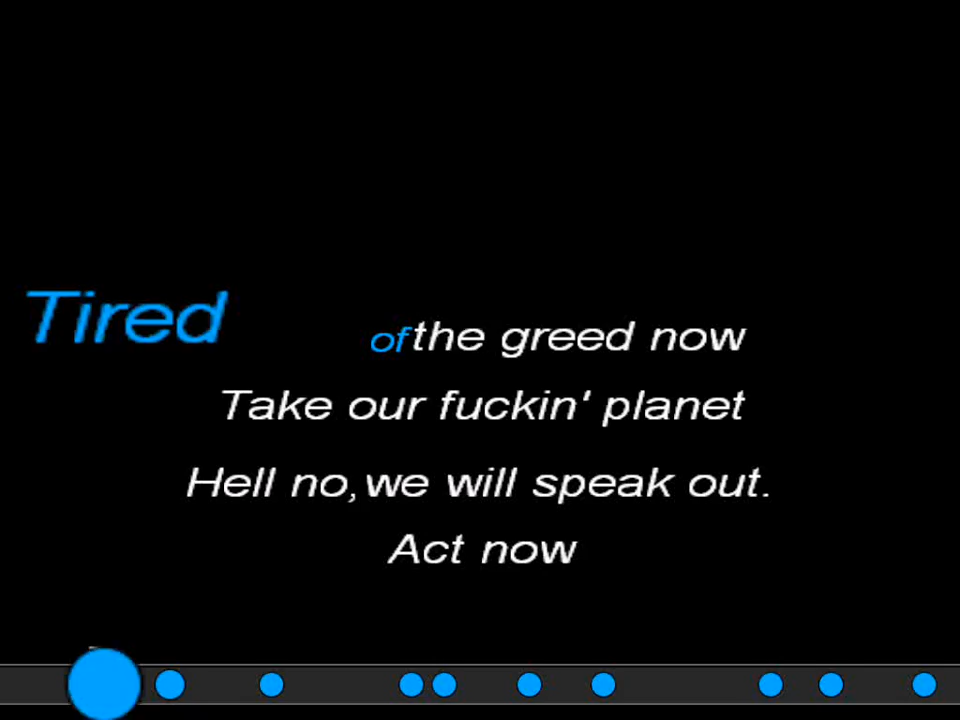 Tired of the greed now
Take our fuckin' planet
Hell no, we will speak out.
Act now